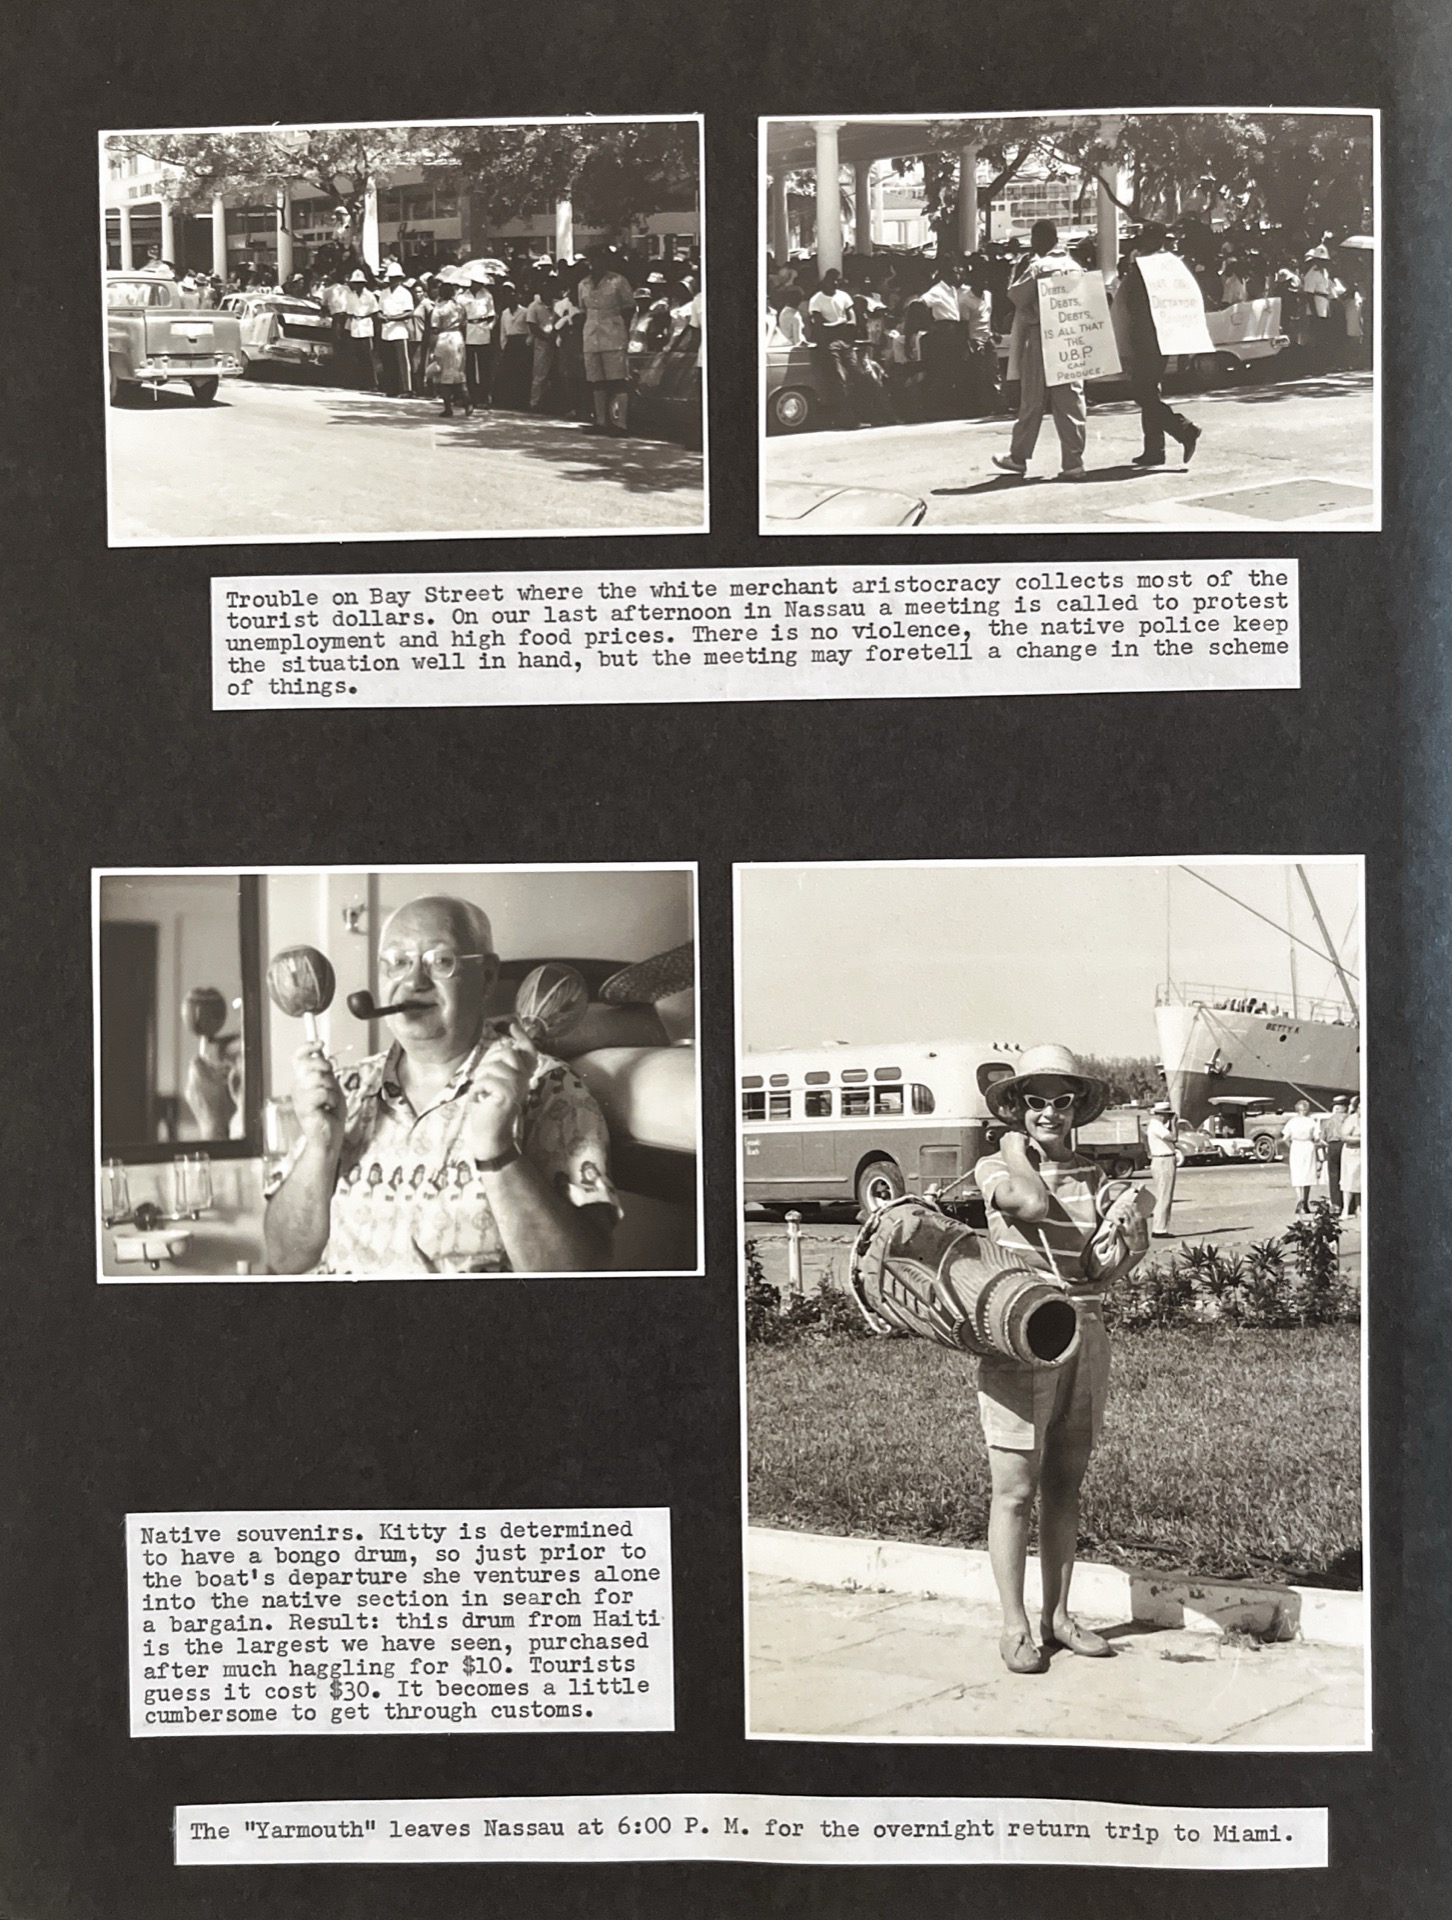 DEBTS,
DEBTS,
DEBTS,
IS ALL THAT
THE
U.B.P.
CAN
PRODUCE.
Trouble on Bay Street where the white merchant aristocracy collects most of the
tourist dollars. On our last afternoon in Nassau a meeting is called to protest
unemployment and high food prices. There is no violence, the native police keep
the situation well in hand, but the meeting may foretell a change in the scheme
of things.
BETTY K
Native souvenirs. Kitty is determined
to have a bongo drum, so just prior to
the boat's departure she ventures alone
into the native section in search for
a bargain. Result: this drum from Haiti
is the largest we have seen, purchased
after much haggling for $10. Tourists
guess it cost $30. It becomes a little
cumbersome to get through customs.
The "Yarmouth" leaves Nassau at 6:00 P. M. for the overnight return trip to Miami.